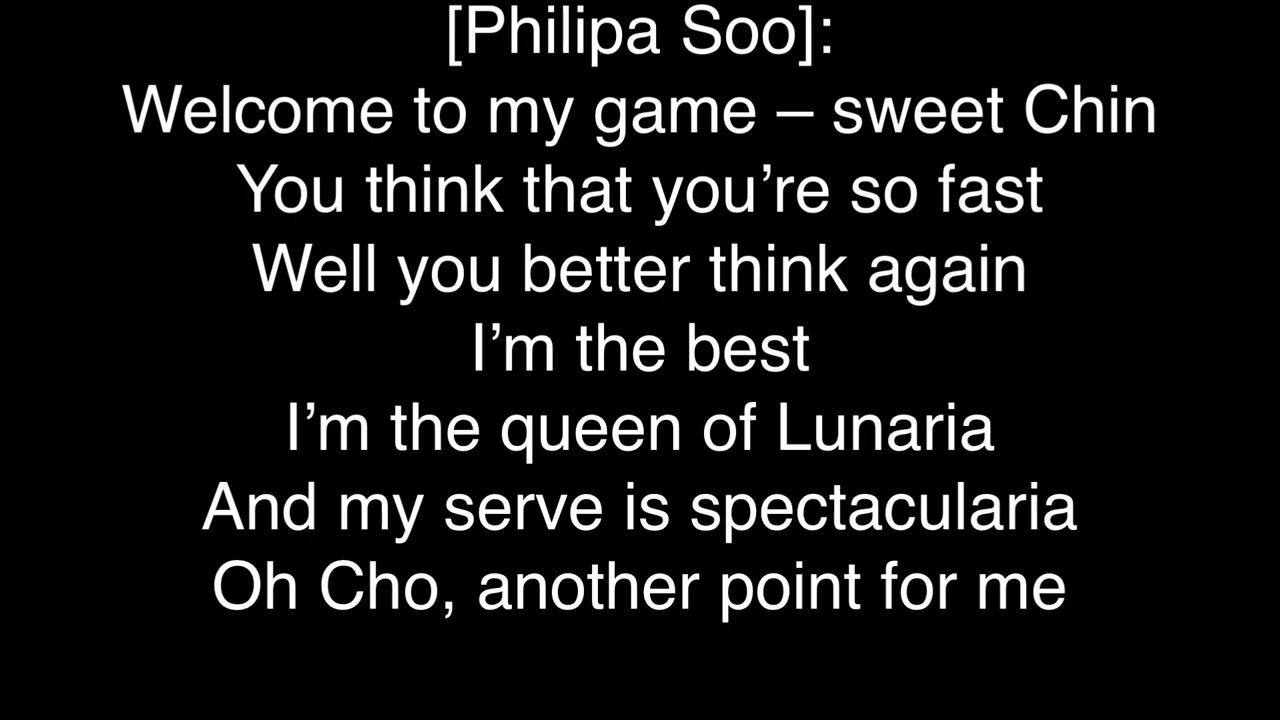 [Philipa Soo]:
Welcome to my game – sweet Chin
You think that you’re so fast
Well you better think again
I’m the best
I’m the queen of Lunaria
And my serve is spectacularia
Oh Cho, another point for me